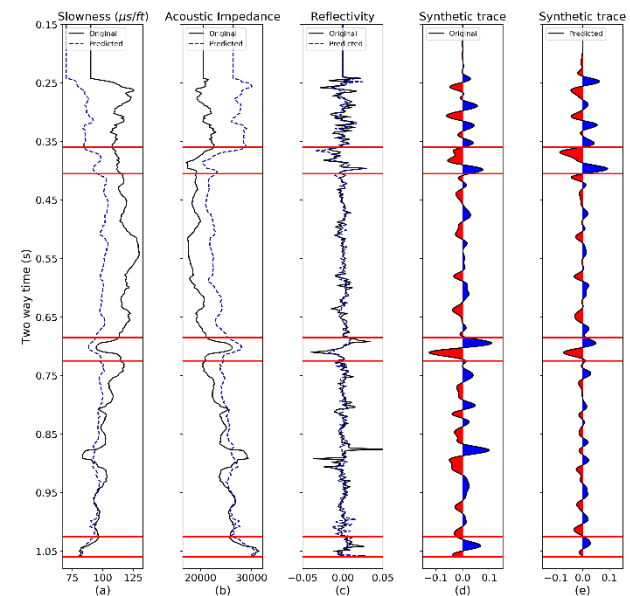 Slowness (μs/ft) Acoustic Impedance Reflectivity Synthetic trace Synthetic trace
Original Original Original Original Predicted
Predicted Predicted Predicted
0.15
0.25
0.35
0.45
0.55
0.65
0.75
0.85
0.95
1.05
Two way time (s)
75 100 125 20000 30000 −0.05 0.00 0.05 −0.1 0.0 0.1 −0.1 0.0 0.1
(a) (b) (c) (d) (e)